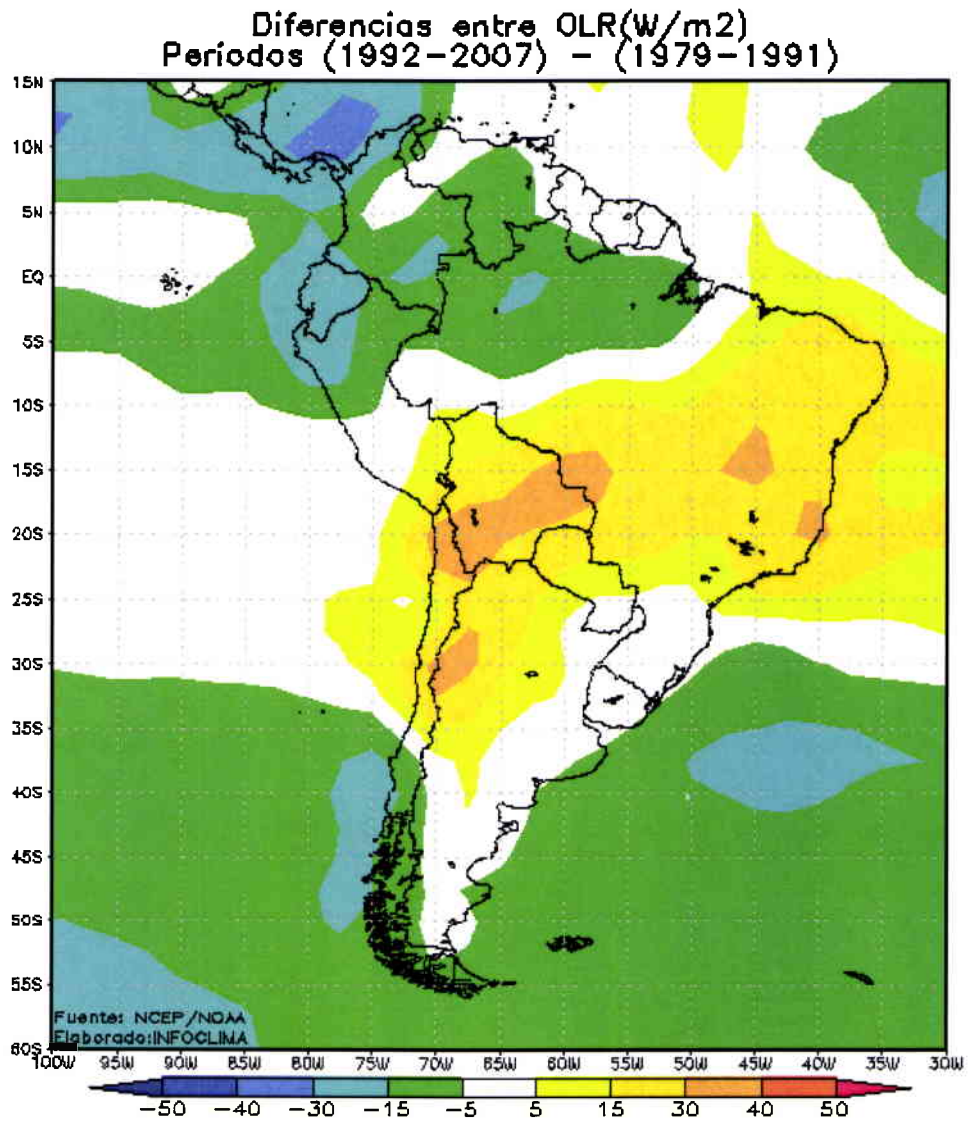 Diferencias entre OLR(W/m2)
Períodos (1992-2007) - (1979-1991)
15N
10N
5N
EQ
5S
10S
15S
20S
25S
30S
35S
40S
45S
50S
55S
60S
Fuente: NCEP/NOAA
Elaborado:INFOCLIMA
100W 95W 90W 85W 80W 75W 70W 65W 60W 55W 50W 45W 40W 35W 30W
-50 -40 -30 -15 -5 5 15 30 40 50